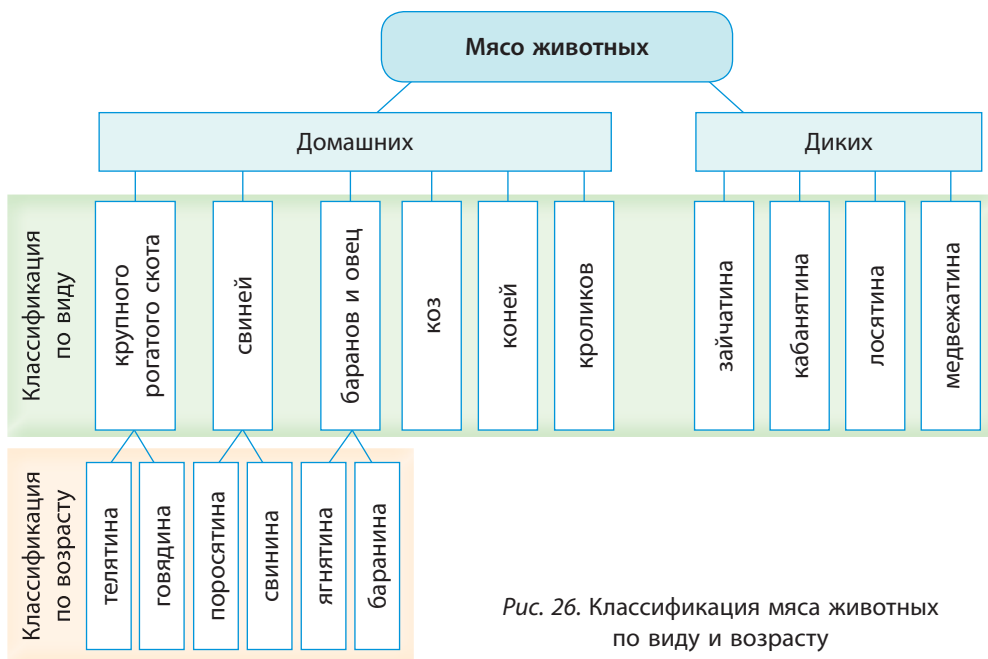 Мясо животных
Домашних
Диких
Классификация
по виду
крупного
рогатого скота
свиней
баранов и овец
коз
коней
кроликов
зайчатина
кабанятина
лосятина
медвежатина
Классификация
по возрасту
телятина
говядина
поросятина
свинина
ягнятина
баранина
Рис. 26. Классификация мяса животных
по виду и возрасту